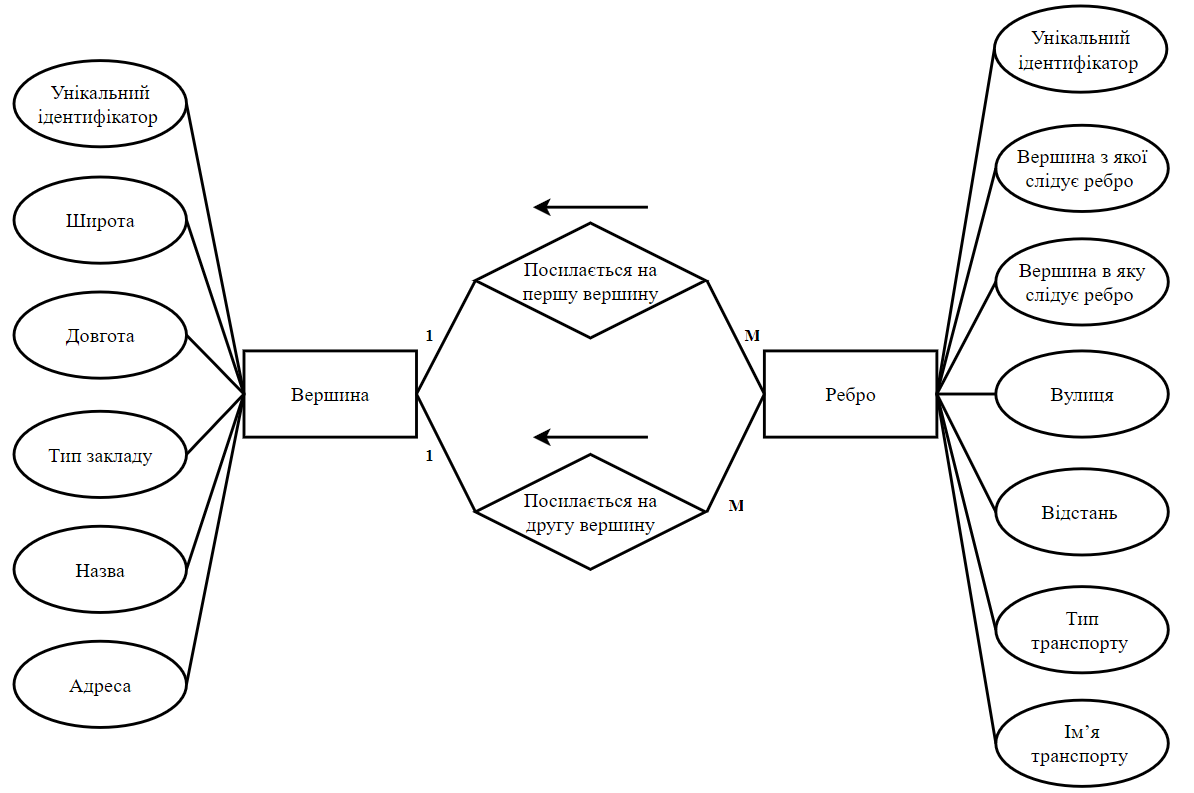 Унікальний
ідентифікатор
Широта
Довгота
Тип закладу
Назва
Адреса
Вершина
1
1
Посилається на
першу вершину
Посилається на
другу вершину
М
М
Ребро
Унікальний
ідентифікатор
Вершина з якої
слідує ребро
Вершина в яку
слідує ребро
Вулиця
Відстань
Тип
транспорту
Ім’я
транспорту